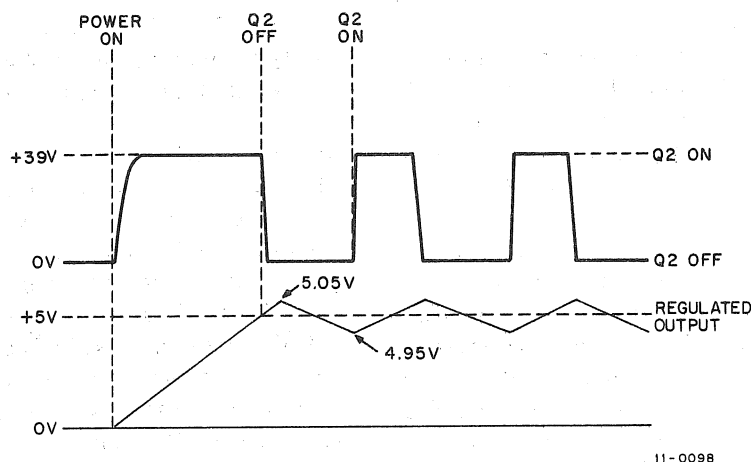 POWER
ON
Q2
OFF
Q2
ON
+39V
Q2 ON
0V
Q2 OFF
5.05V
+5V
REGULATED
OUTPUT
4.95V
0V
11-0098